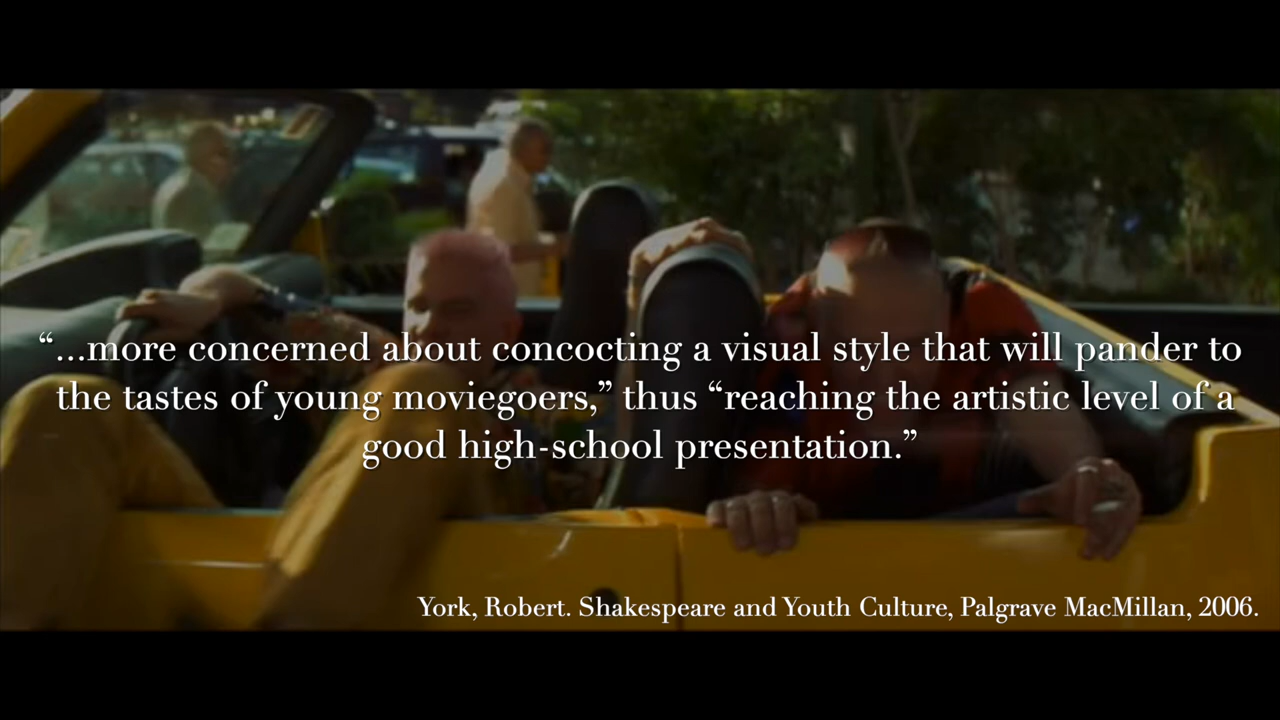 “...more concerned about concocting a visual style that will pander to
the tastes of young moviegoers,” thus “reaching the artistic level of a
good high-school presentation.”
York, Robert. Shakespeare and Youth Culture, Palgrave MacMillan, 2006.